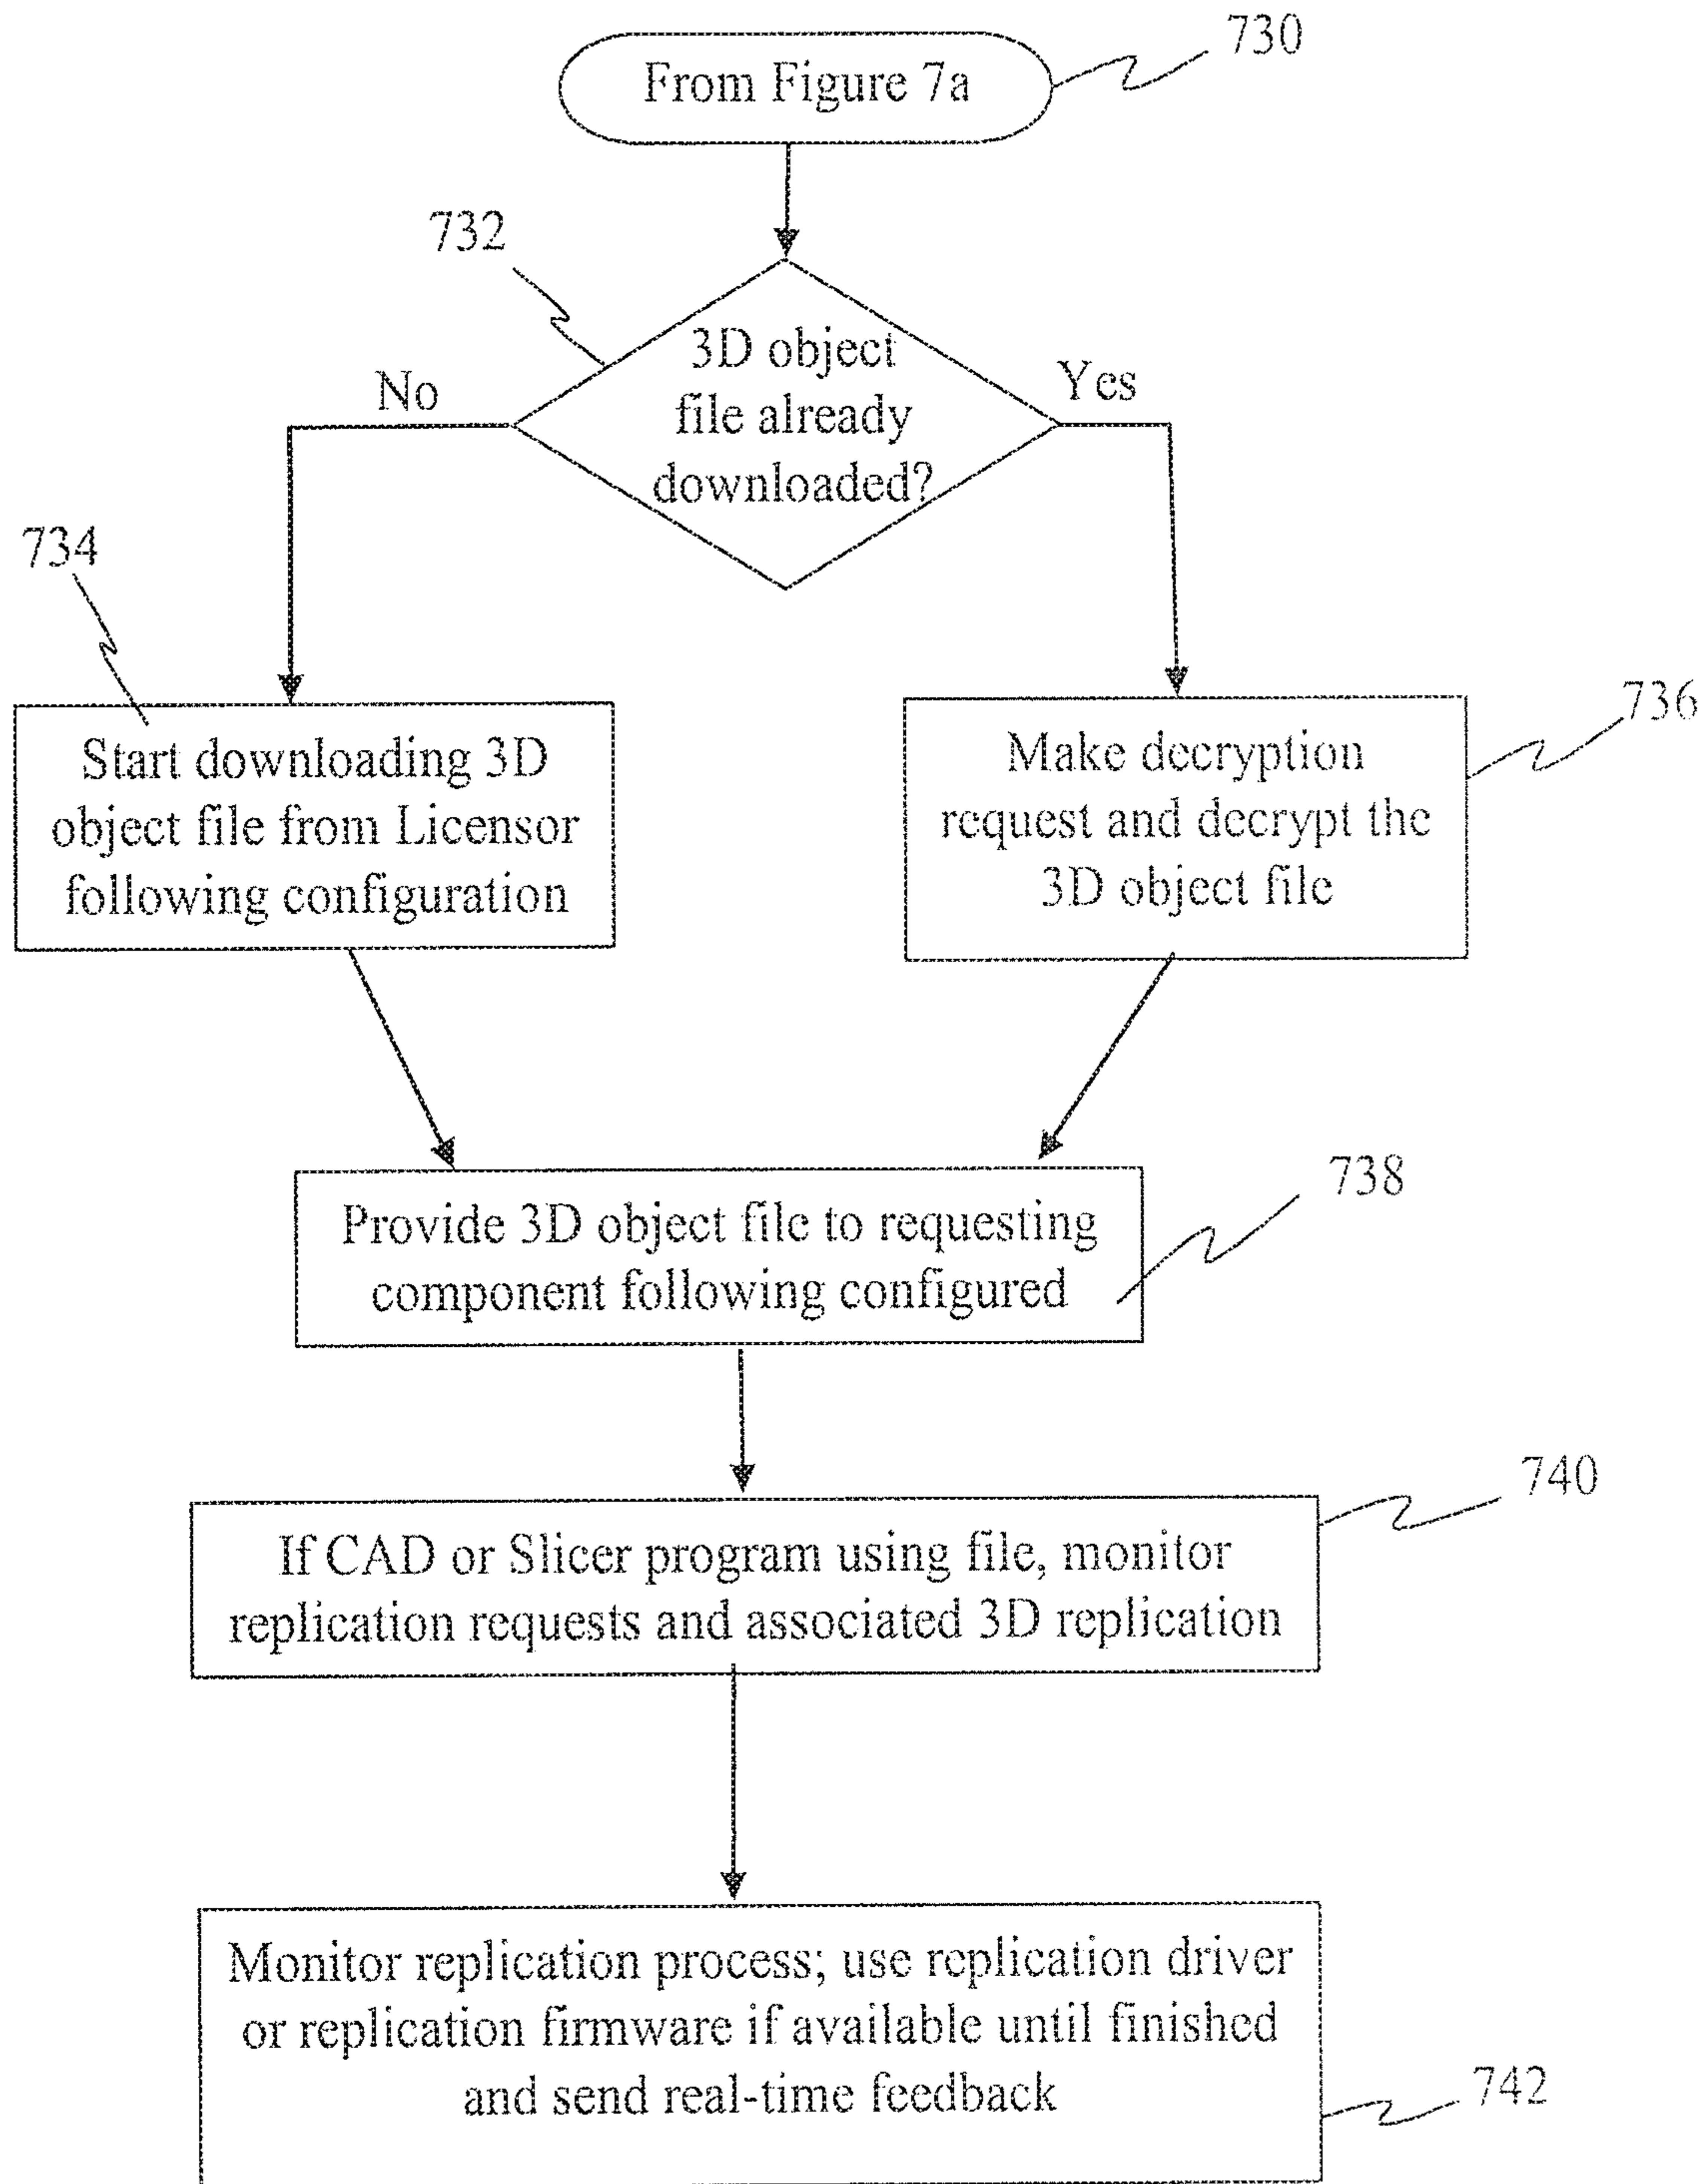 From Figure 7a
730
732
3D object
file already
downloaded?
No
Yes
734
Start downloading 3D
object file from Licensor
following configuration
736
Make decryption
request and decrypt the
3D object file
738
Provide 3D object file to requesting
component following configured
740
If CAD or Slicer program using file, monitor
replication requests and associated 3D replication
Monitor replication process; use replication driver
or replication firmware if available until finished
and send real-time feedback
742